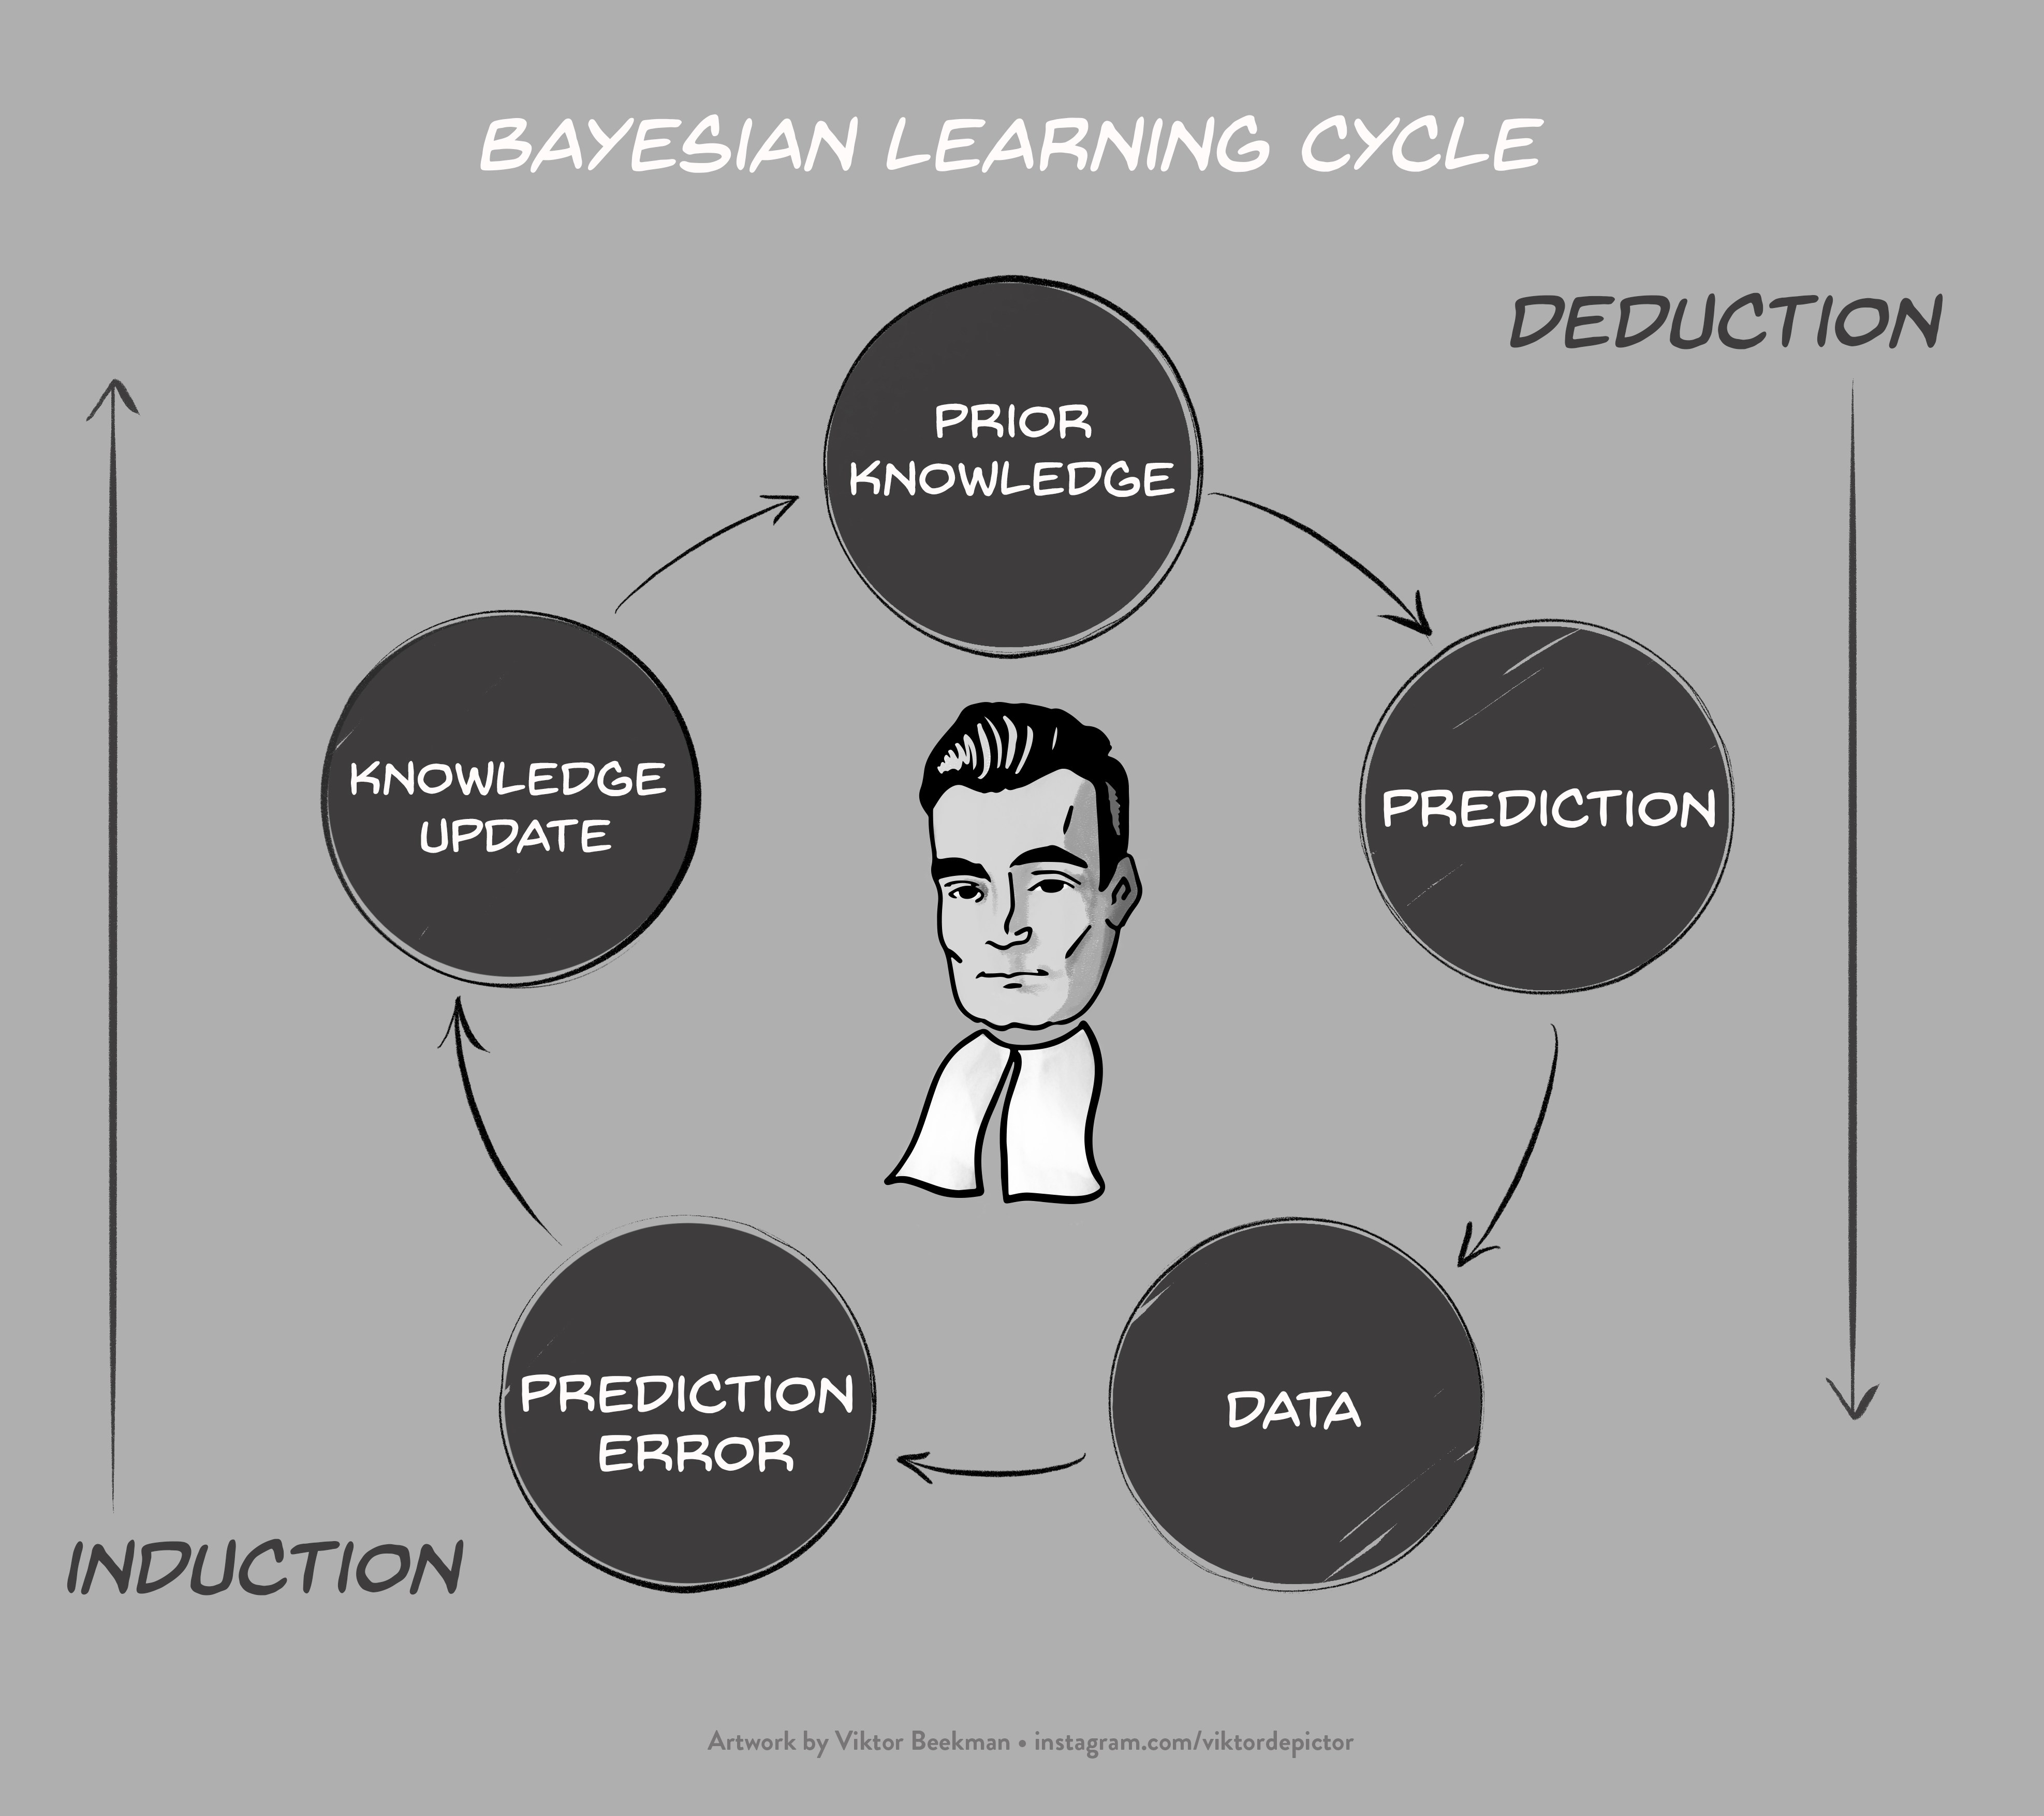 BAYESIAN LEARNING CYCLE
DEDUCTION
PRIOR
KNOWLEDGE
PREDICTION
DATA
PREDICTION
ERROR
KNOWLEDGE
UPDATE
INDUCTION
Artwork by Viktor Beekman • instagram.com/viktordepictor